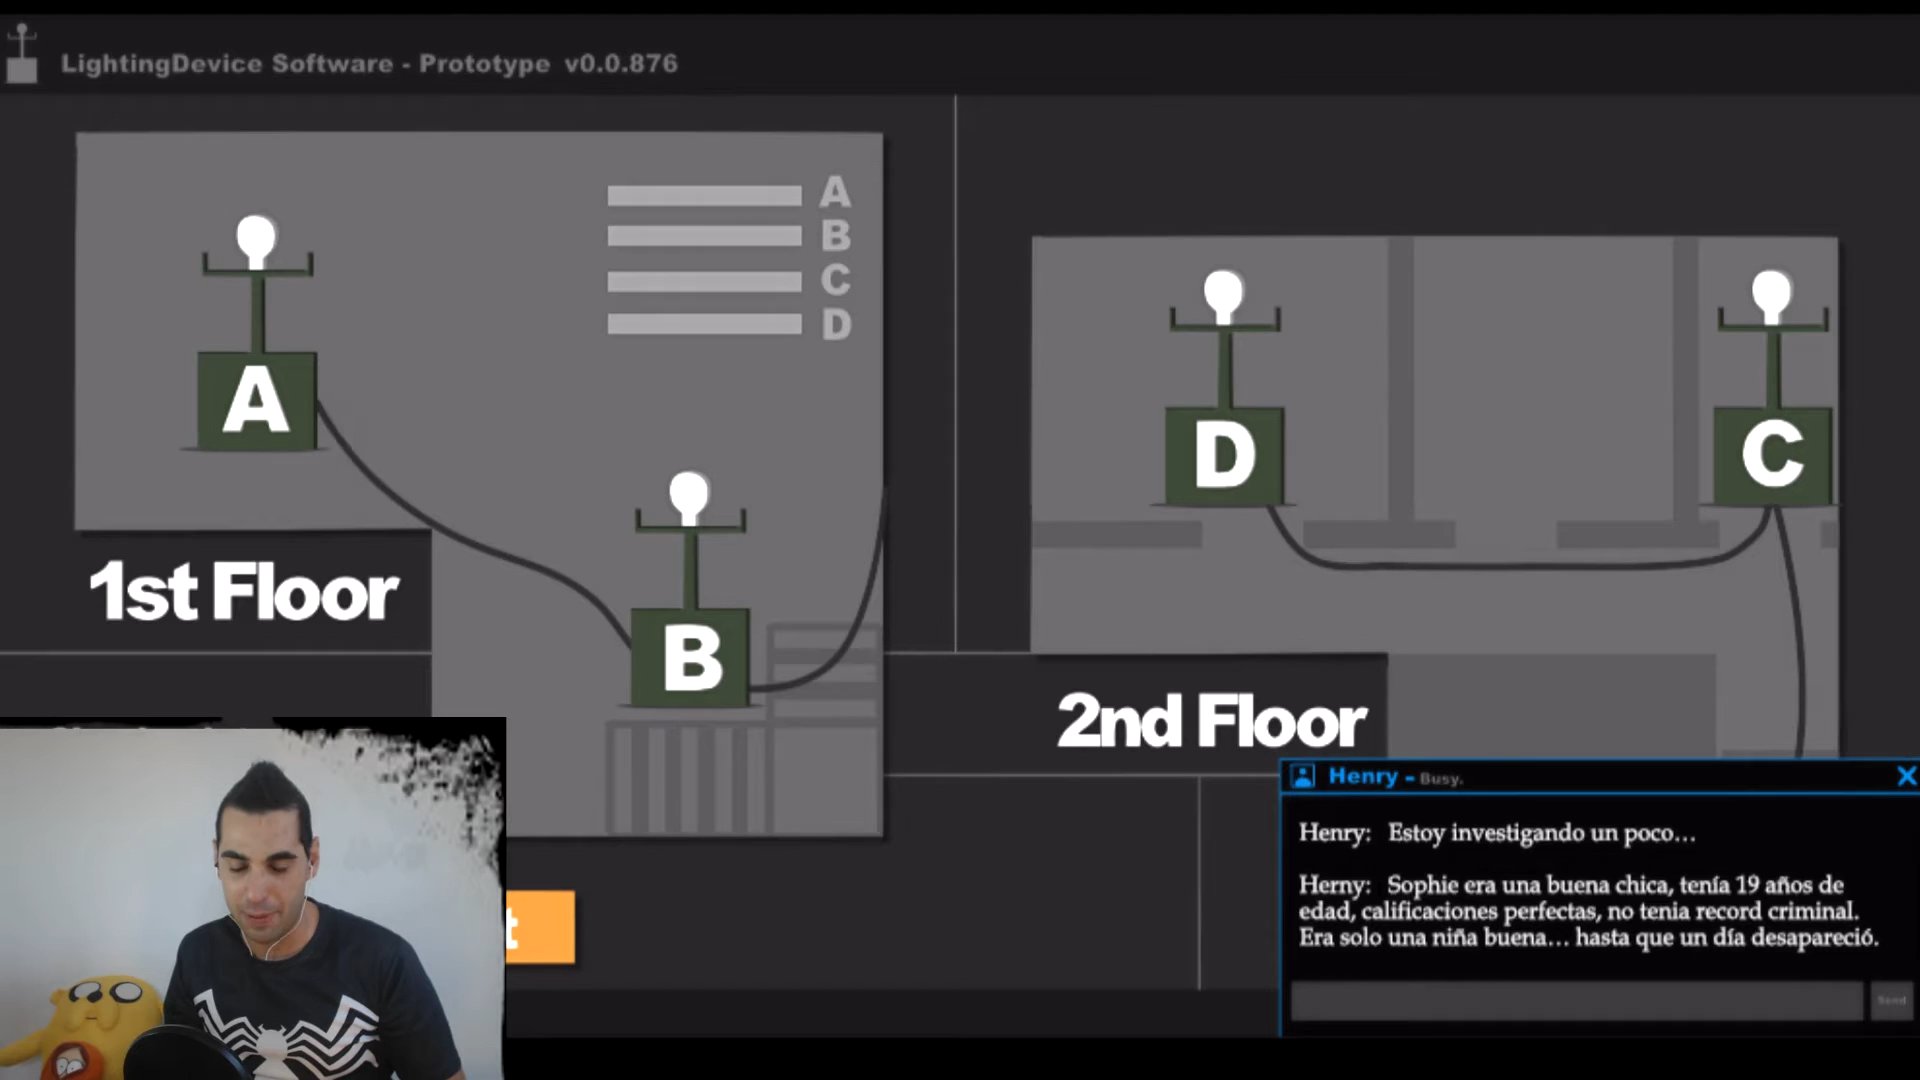 LightingDevice Software - Prototype v0.0.876
A
B
C
D
A
B
1st Floor
D
C
2nd Floor
t
Henry - Busy.
Henry: Estoy investigando un poco...
Herny: Sophie era una buena chica, tenía 19 años de
edad, calificaciones perfectas, no tenia record criminal.
Era solo una niña buena... hasta que un día desapareció.
Send